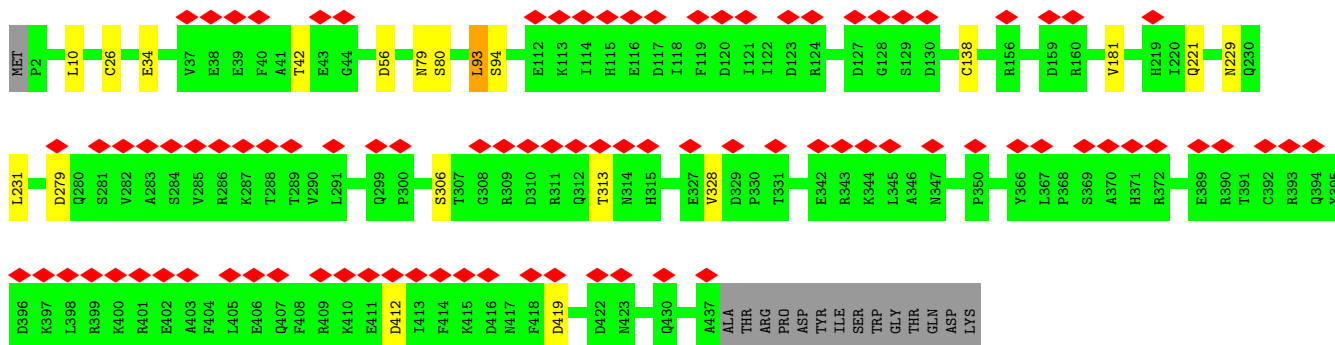 MET P2 L10 C26 E34 V37 E38 E39 F40 A41 T42 E43 G44 D56 N79 S80 L93 S94 E112 K113 I114 H115 E116 D117 I118 F119 D120 I121 I122 D123 R124 D127 G128 S129 D130 C138 R156 D159 R160 V181 H219 I220 Q221 N229 Q230
L231 D279 Q280 S281 V282 A283 S284 V285 R286 K287 T288 T289 V290 L291 Q299 P300 S306 T307 G308 R309 D310 R311 Q312 T313 N314 H315 E327 V328 D329 P330 T331 E342 R343 K344 L345 A346 N347 P350 Y366 L367 P368 S369 A370 H371 R372 E389 R390 T391 C392 R393 Q394 Y395
D396 K397 L398 R399 K400 R401 E402 A403 F404 L405 E406 Q407 F408 R409 K410 E411 D412 I413 F414 K415 D416 N417 F418 D419 D422 N423 Q430 A437 ALA THR ARG PRO ASP TYR ILE SER TRP GLY THR GLN ASP LYS